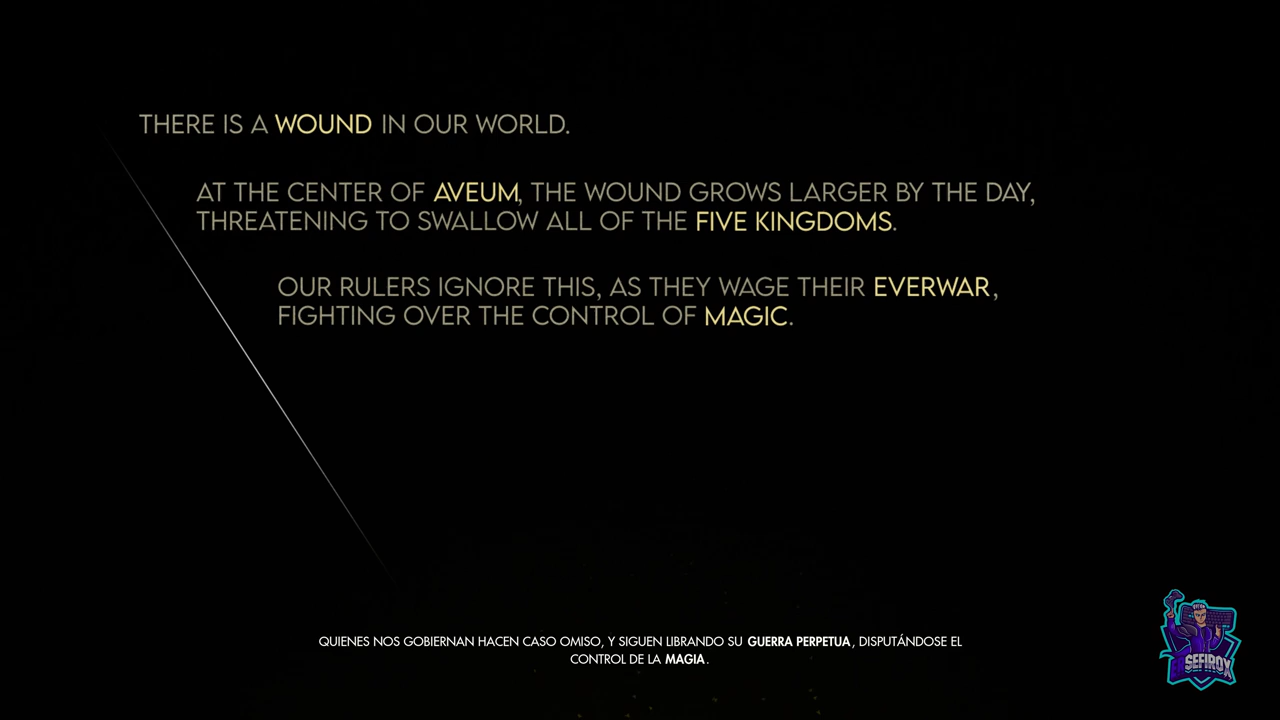 THERE IS A WOUND IN OUR WORLD.
AT THE CENTER OF AVEUM, THE WOUND GROWS LARGER BY THE DAY,
THREATENING TO SWALLOW ALL OF THE FIVE KINGDOMS.
OUR RULERS IGNORE THIS, AS THEY WAGE THEIR EVERWAR,
FIGHTING OVER THE CONTROL OF MAGIC.
QUIENES NOS GOBIERNAN HACEN CASO OMISO, Y SIGUEN LIBRANDO SU GUERRA PERPETUA, DISPUTÁNDOSE EL
CONTROL DE LA MAGIA.
SEFIROX